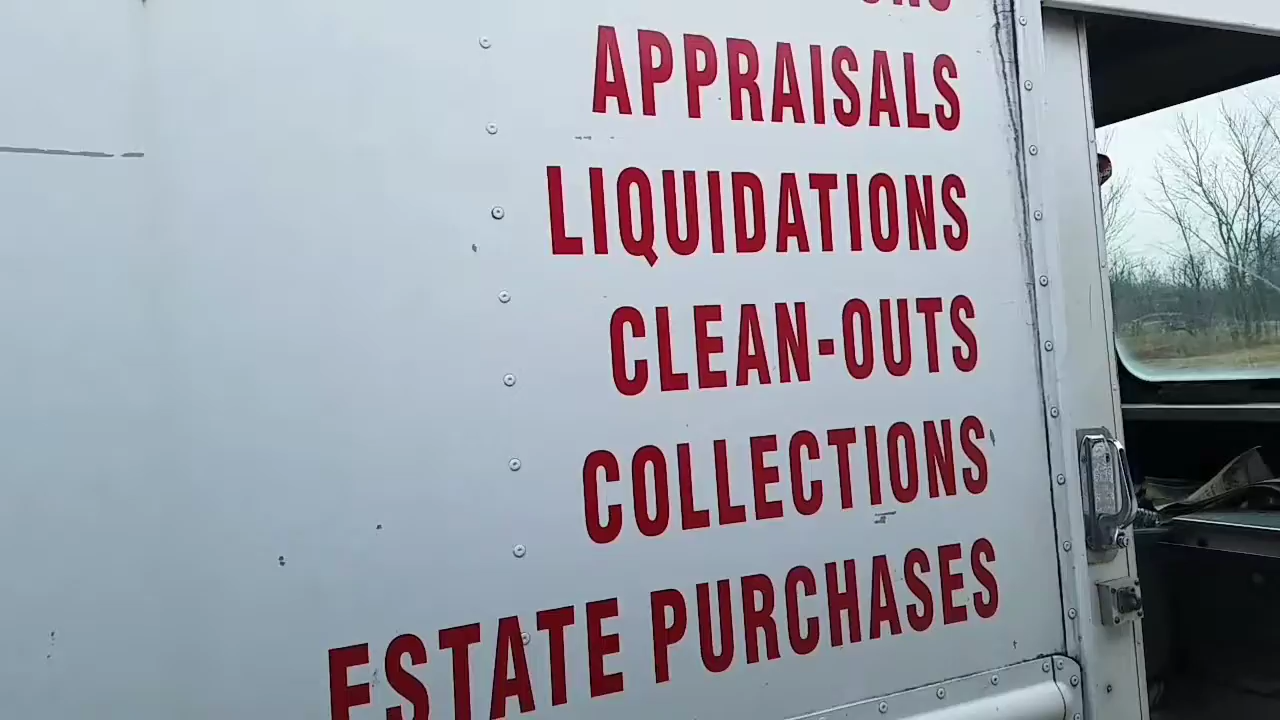 APPRAISALS
LIQUIDATIONS
CLEAN-OUTS
COLLECTIONS
ESTATE PURCHASES